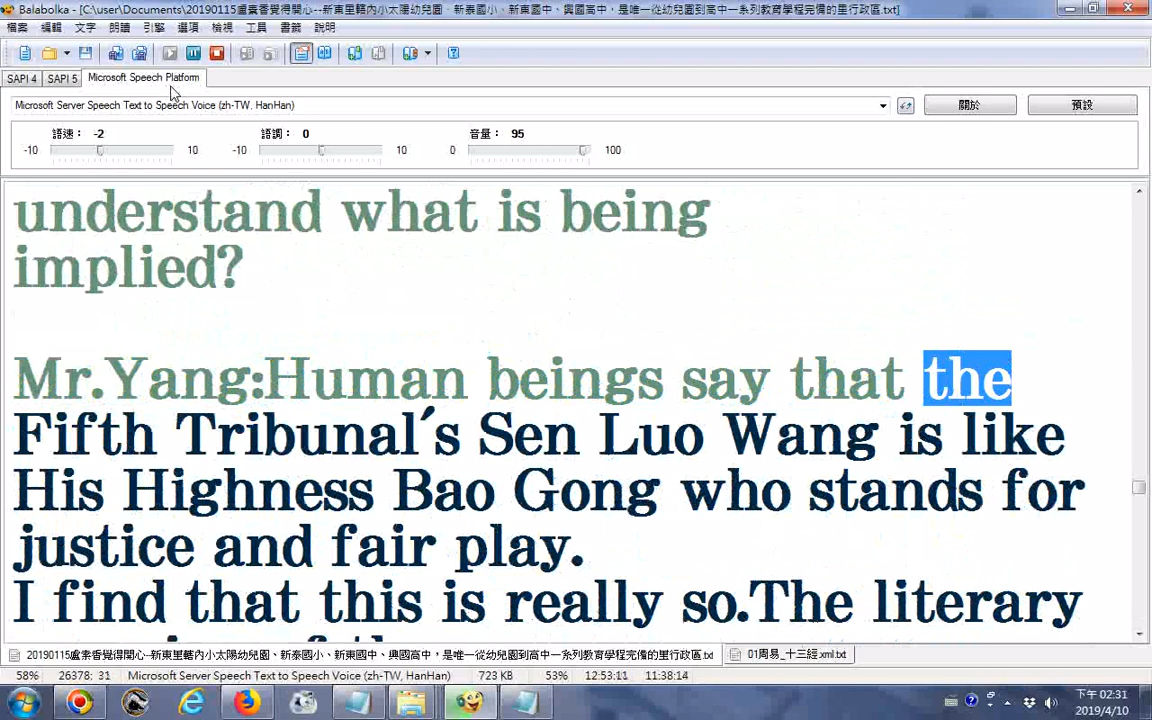 Balabolka - [C:\user\Documents\20190115盧素香覺得開心--新東里轄內小太陽幼兒園﹑新泰國小﹑新東國中﹑興國高中，是唯一從幼兒園到高中一系列教育學程完備的里行政區.txt]
檔案 編輯 文字 朗讀 引擎 選項 檢視 工具 書籤 說明
SAPI 4 SAPI 5 Microsoft Speech Platform
Microsoft Server Speech Text to Speech Voice (zh-TW, HanHan) 關於 預設
語速： -2 語調： 0 音量： 95
-10 10 -10 10 0 100
understand what is being
implied?
Mr.Yang:Human beings say that the
Fifth Tribunal's Sen Luo Wang is like
His Highness Bao Gong who stands for
justice and fair play.
I find that this is really so.The literary
20190115盧素香覺得開心--新東里轄內小太陽幼兒園﹑新泰國小﹑新東國中﹑興國高中，是唯一從幼兒園到高中一系列教育學程完備的里行政區.txt 01周易_十三經.xml.txt
58% 26378: 31 Microsoft Server Speech Text to Speech Voice (zh-TW, HanHan) 723 KB 53% 12:53:11 11:38:14
下午 02:31
2019/4/10